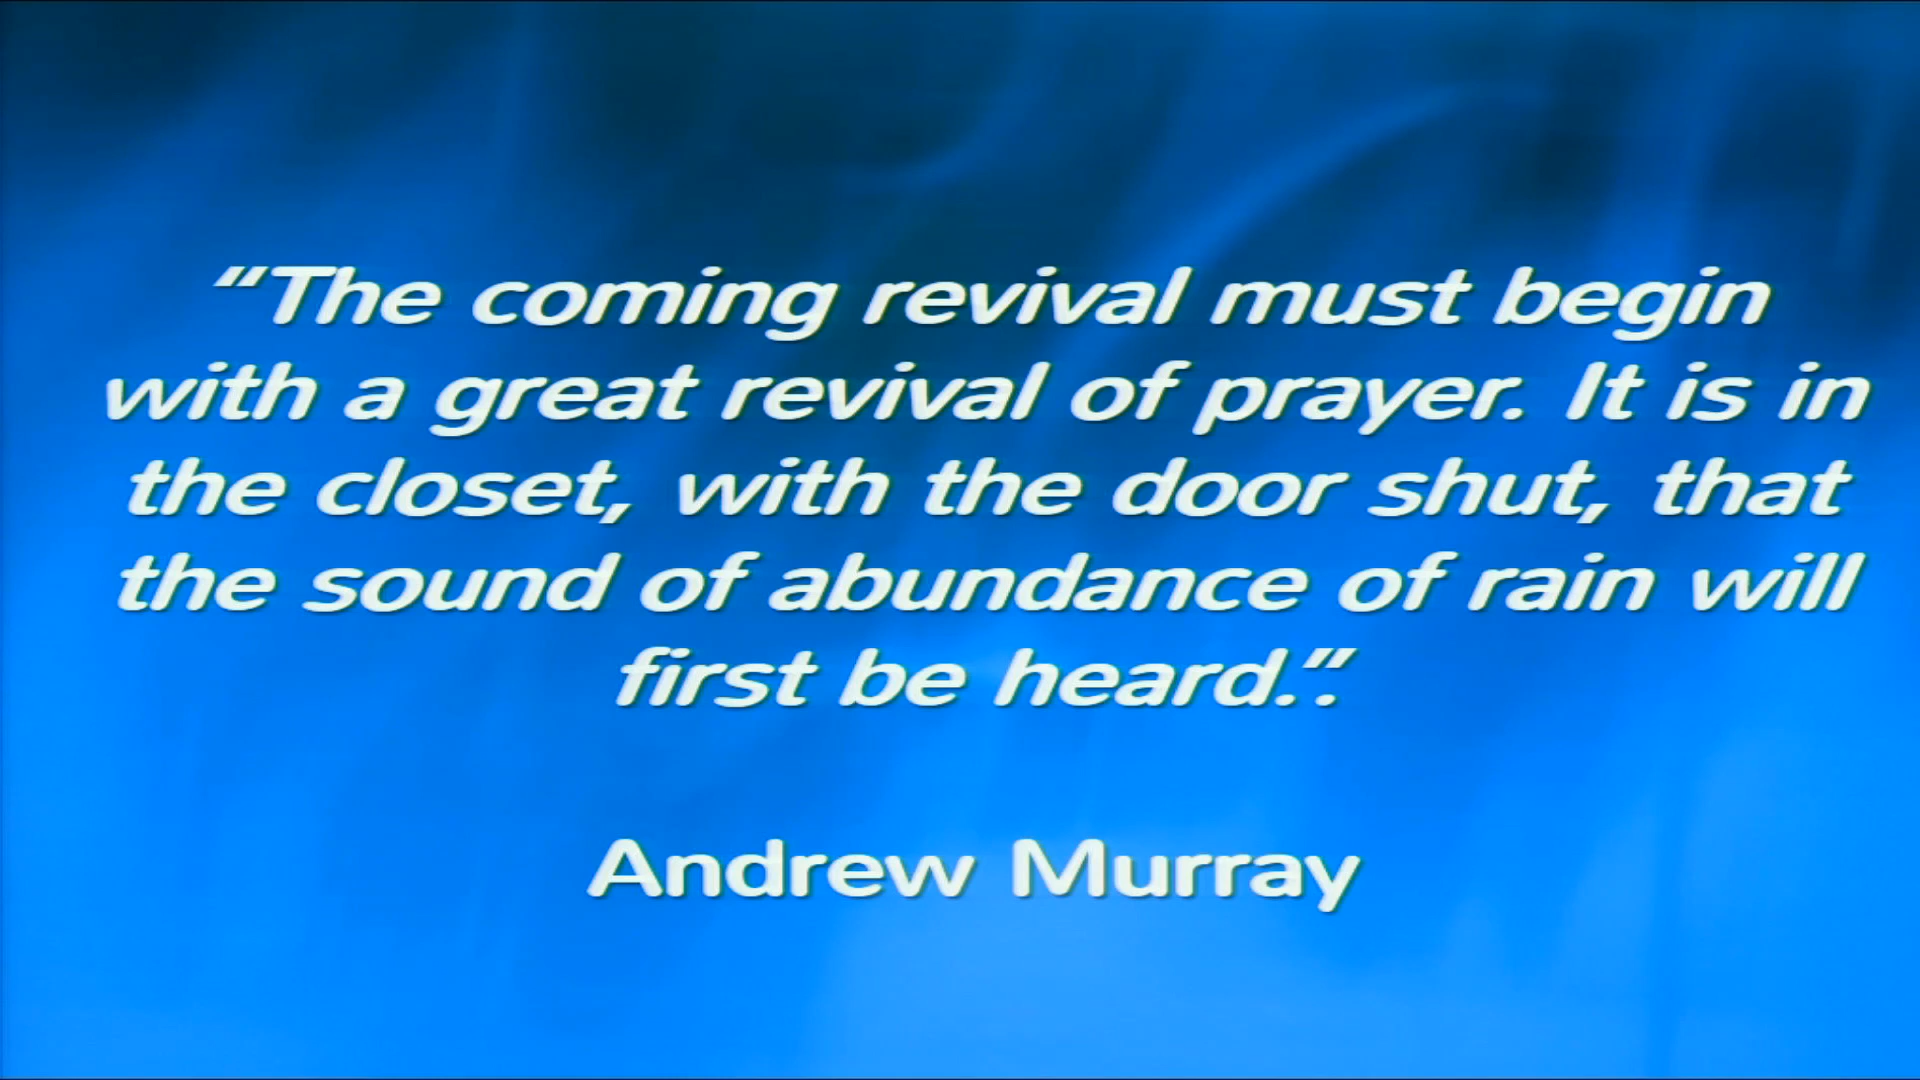 “The coming revival must begin
with a great revival of prayer. It is in
the closet, with the door shut, that
the sound of abundance of rain will
first be heard.”.
Andrew Murray